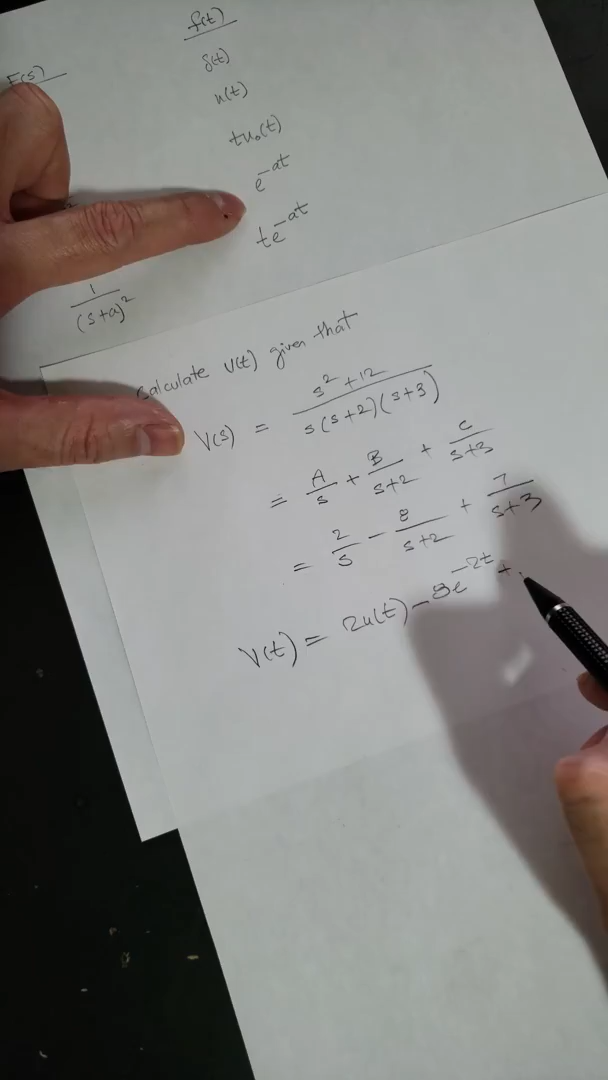 f(t)
F(s)
δ(t)
u(t)
tu₀(t)
e^-at
te^-at
1/(s+a)²
Calculate V(t) given that
V(s) = (s²+12)/(s(s+2)(s+3))
= A/s + B/(s+2) + C/(s+3)
= 2/s - 8/(s+2) + 7/(s+3)
V(t) = 2u(t) - 8e^-2t +